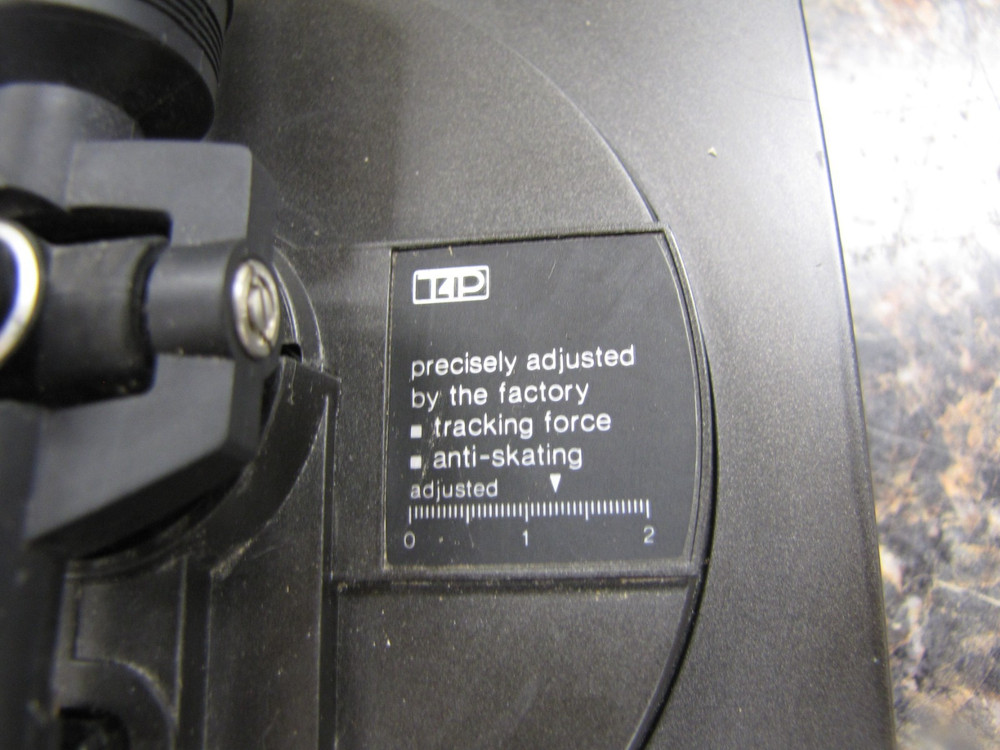 T4P
precisely adjusted
by the factory
▪ tracking force
▪ anti-skating
adjusted
0 1 2